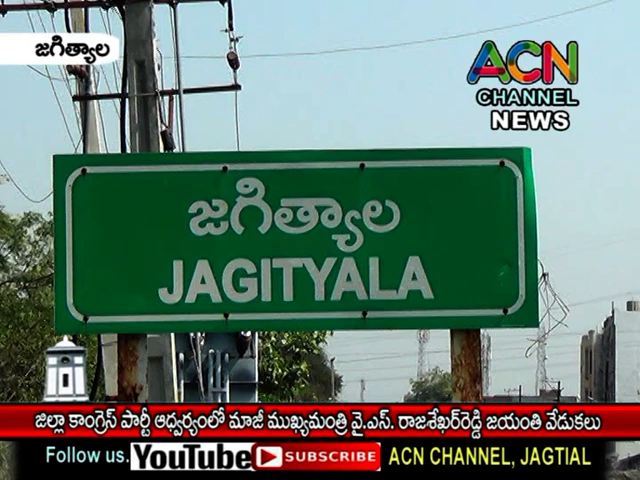 జగిత్యాల
ACN
CHANNEL
NEWS
జగిత్యాల
JAGITYALA
జిల్లా కాంగ్రెస్ పార్టీ ఆధ్వర్యంలో మాజీ ముఖ్యమంత్రి వై.ఎస్. రాజశేఖర్‌రెడ్డి జయంతి వేడుకలు
Follow us. YouTube SUBSCRIBE ACN CHANNEL, JAGTIAL